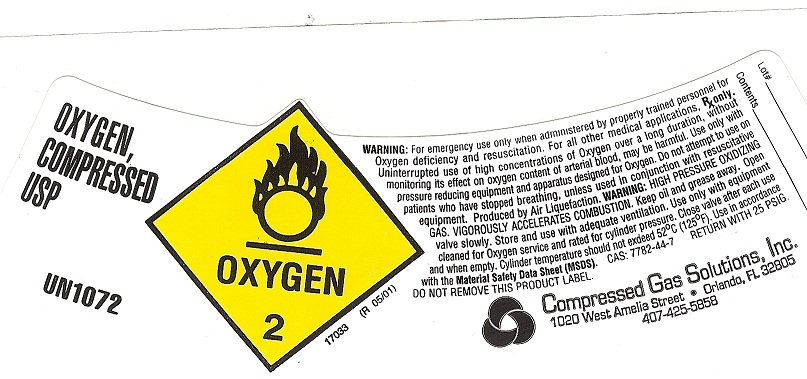 OXYGEN,
COMPRESSED
USP
UN1072
OXYGEN
2
17033 (R 05/01)
WARNING: For emergency use only when administered by properly trained personnel for
Oxygen deficiency and resuscitation. For all other medical applications, Rx only.
Uninterrupted use of high concentrations of Oxygen over a long duration, without
monitoring its effect on oxygen content of arterial blood, may be harmful. Use only with
pressure reducing equipment and apparatus designed for Oxygen. Do not attempt to use on
patients who have stopped breathing, unless used in conjunction with resuscitative
equipment. Produced by Air Liquefaction. WARNING: HIGH PRESSURE OXIDIZING
GAS. VIGOROUSLY ACCELERATES COMBUSTION. Keep oil and grease away. Open
valve slowly. Store and use with adequate ventilation. Use only with equipment
cleaned for Oxygen service and rated for cylinder pressure. Close valve after each use
and when empty. Cylinder temperature should not exdeed 52°C (125°F). Use in accordance
with the Material Safety Data Sheet (MSDS). CAS: 7782-44-7 RETURN WITH 25 PSIG.
DO NOT REMOVE THIS PRODUCT LABEL.
Compressed Gas Solutions, Inc.
1020 West Amelia Street • Orlando, FL 32805
407-425-5858
Contents
Lot#